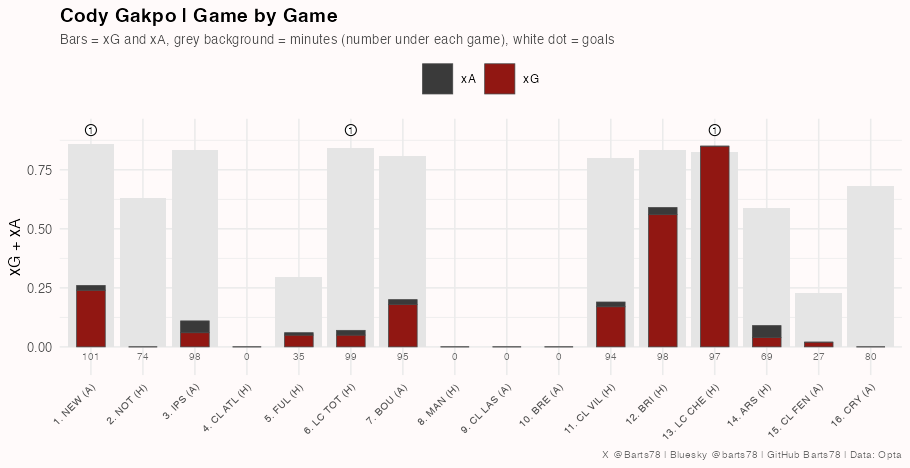 Cody Gakpo | Game by Game
Bars = xG and xA, grey background = minutes (number under each game), white dot = goals
xA xG
xG + xA
0.75
0.50
0.25
0.00
1 1 1
101 74 98 0 35 99 95 0 0 0 94 98 97 69 27 80
1. NEW (A)
2. NOT (H)
3. IPS (A)
4. CL ATL (H)
5. FUL (H)
6. LC TOT (H)
7. BOU (A)
8. MAN (H)
9. CL LAS (A)
10. BRE (A)
11. CL VIL (H)
12. BRI (H)
13. LC CHE (H)
14. ARS (H)
15. CL FEN (A)
16. CRY (A)
X @Barts78 | Bluesky @barts78 | GitHub Barts78 | Data: Opta